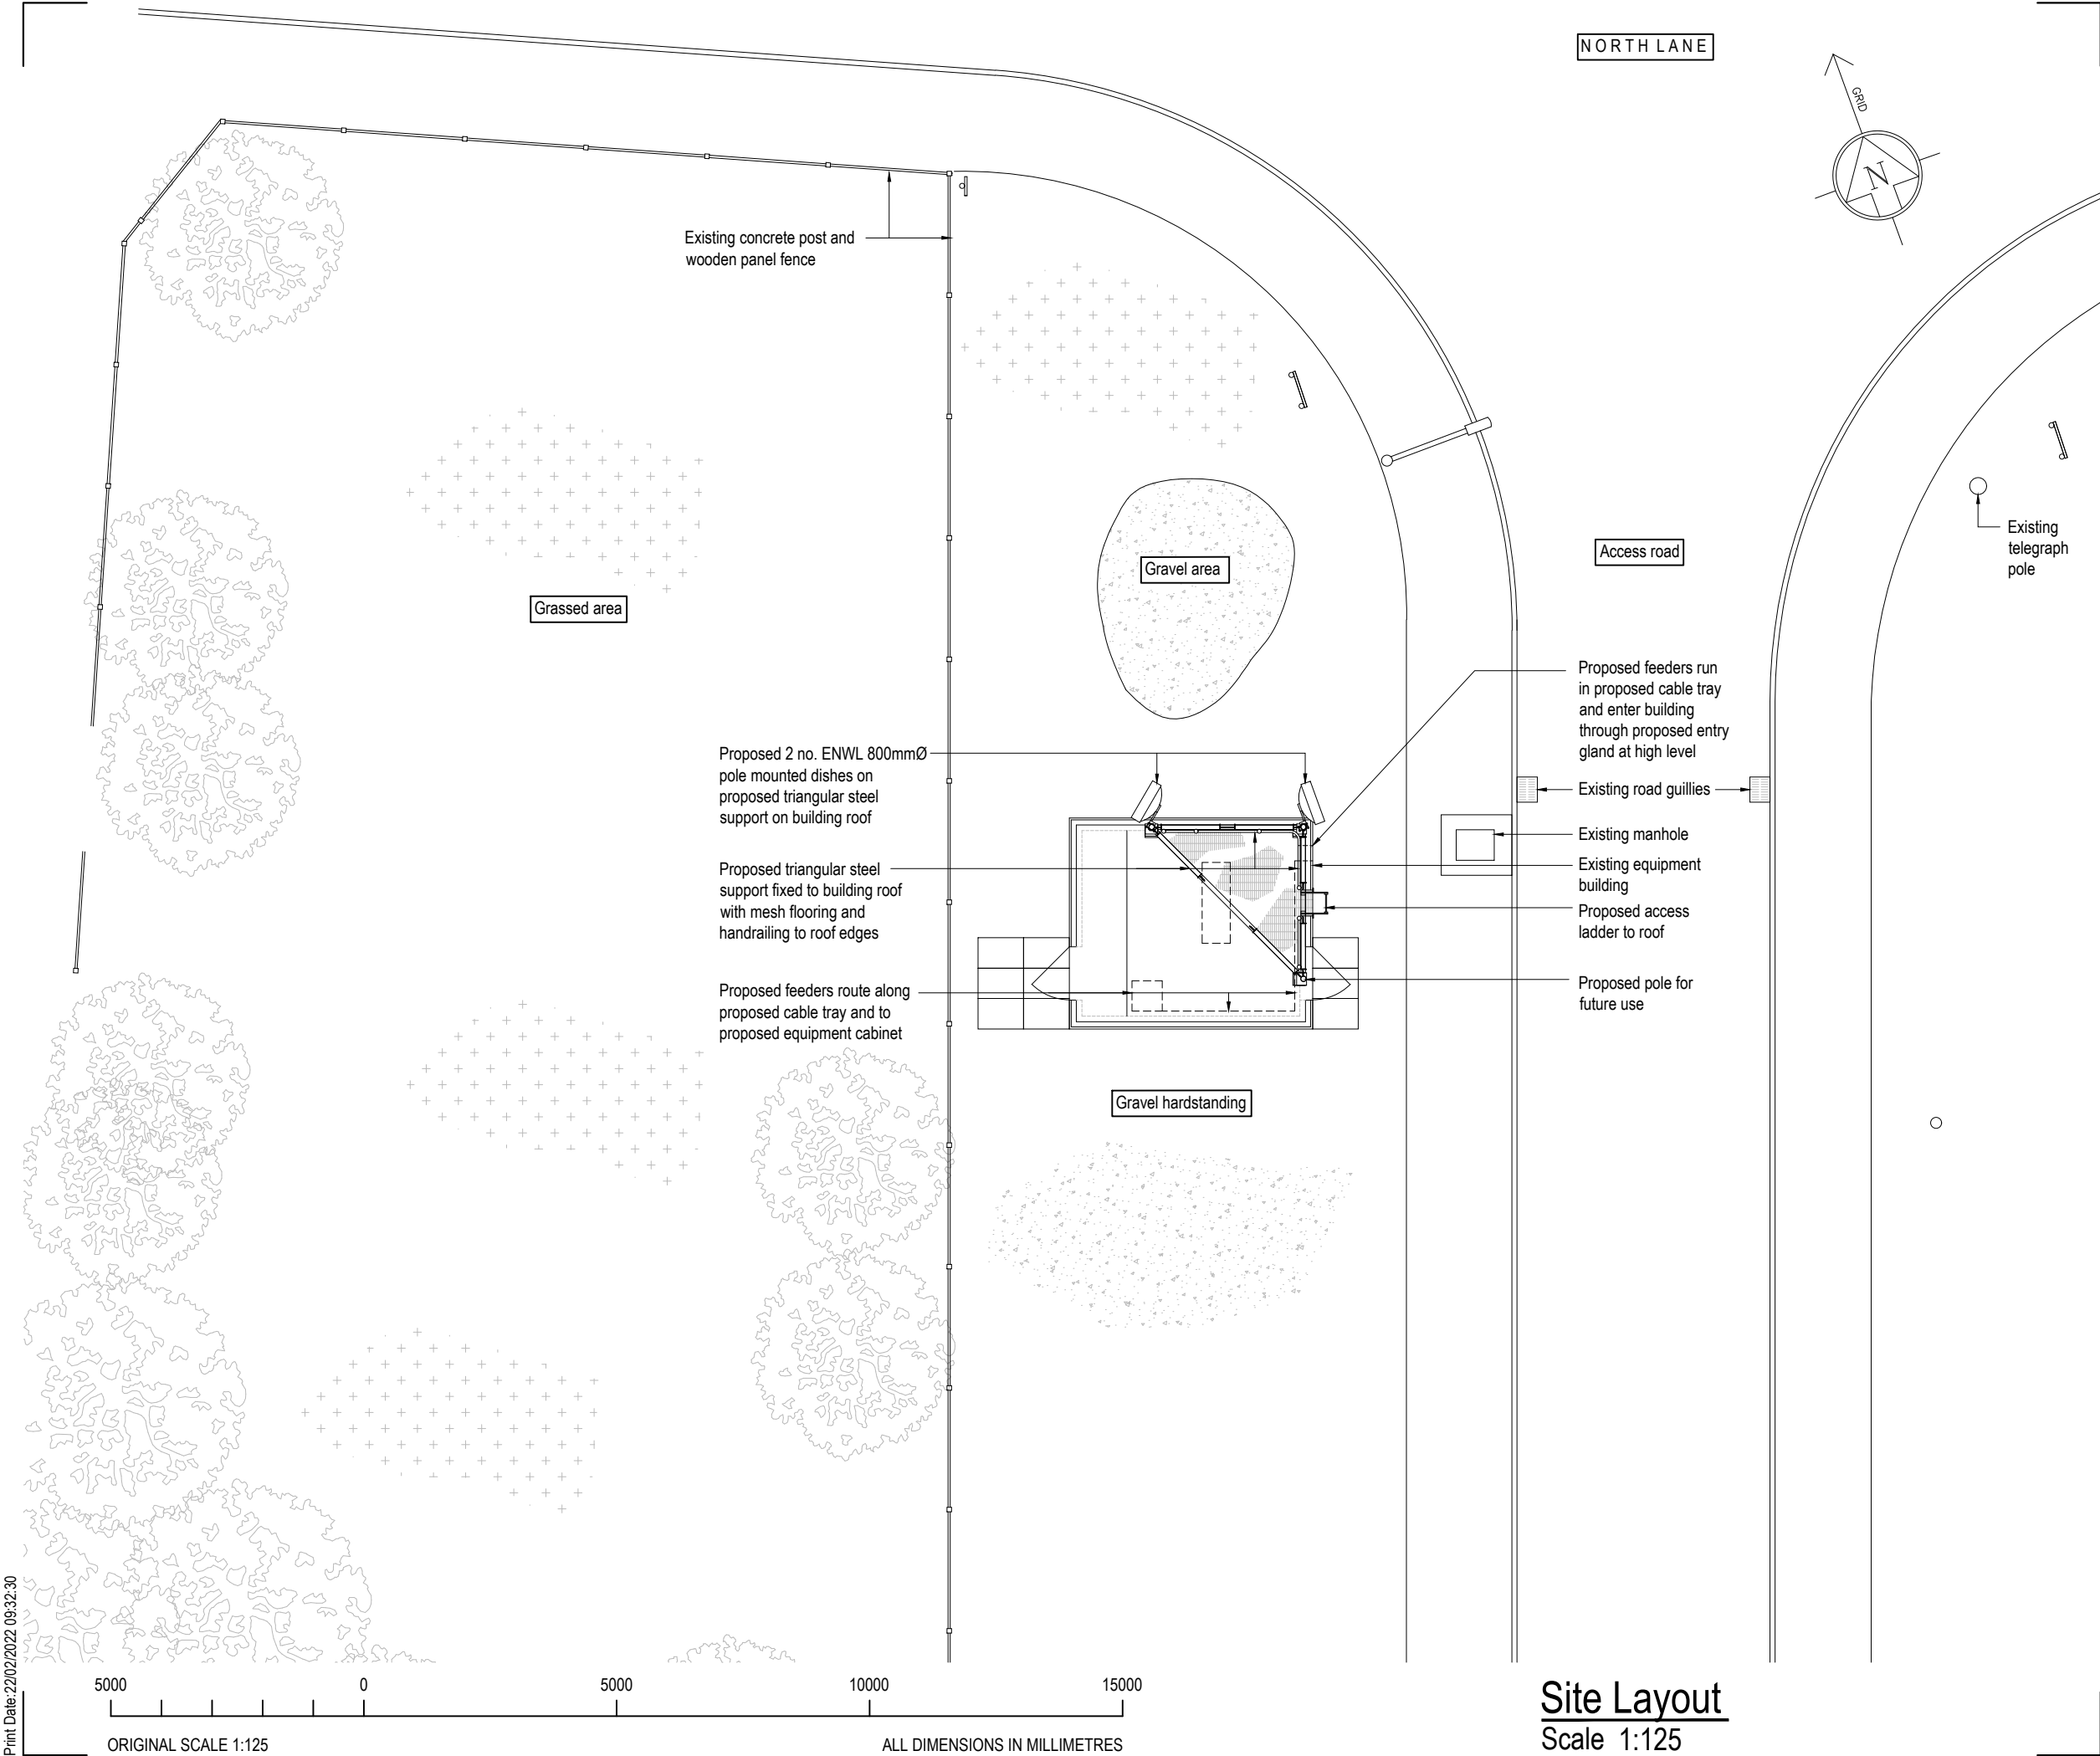 NORTH LANE
GRID
N
Existing concrete post and
wooden panel fence
Existing
telegraph
pole
Access road
Gravel area
Grassed area
Proposed feeders run
in proposed cable tray
and enter building
through proposed entry
gland at high level
Proposed 2 no. ENWL 800mmØ
pole mounted dishes on
proposed triangular steel
support on building roof
Existing road guillies
Existing manhole
Existing equipment
building
Proposed triangular steel
support fixed to building roof
with mesh flooring and
handrailing to roof edges
Proposed access
ladder to roof
Proposed pole for
future use
Proposed feeders route along
proposed cable tray and to
proposed equipment cabinet
Gravel hardstanding
Print Date:22/02/2022 09:32:30
5000 0 5000 10000 15000
ORIGINAL SCALE 1:125 ALL DIMENSIONS IN MILLIMETRES
Site Layout
Scale 1:125